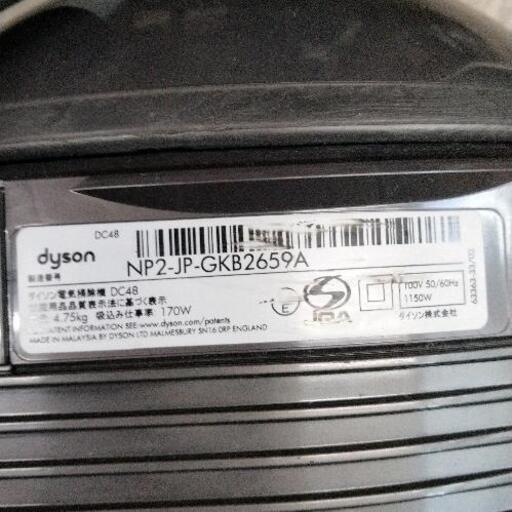 DC48
dyson
製造番号
NP2-JP-GKB2659A
ダイソン電気掃除機 DC48
家庭用品品質表示法に基づく表示
4.75kg 吸込み仕事率: 170W
PATENT INFORMATION SEE www.dyson.com/patents
MADE IN MALAYSIA BY DYSON LTD MALMESBURY SN16 0RP ENGLAND
E
JQA
100V 50/60Hz
1150W
ダイソン株式会社